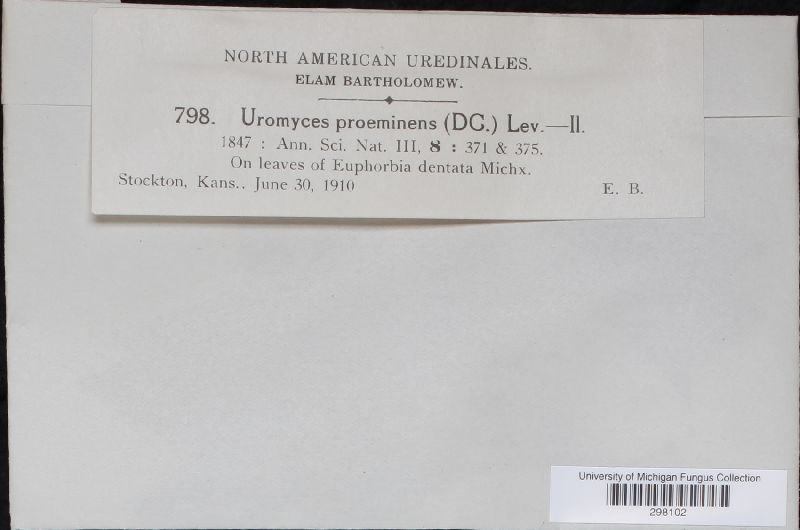 NORTH AMERICAN UREDINALES.
ELAM BARTHOLOMEW.
798. Uromyces proeminens (DC.) Lev.—II.
1847 : Ann. Sci. Nat. III, 8 : 371 & 375.
On leaves of Euphorbia dentata Michx.
Stockton, Kans.. June 30, 1910 E. B.
University of Michigan Fungus Collection
298102